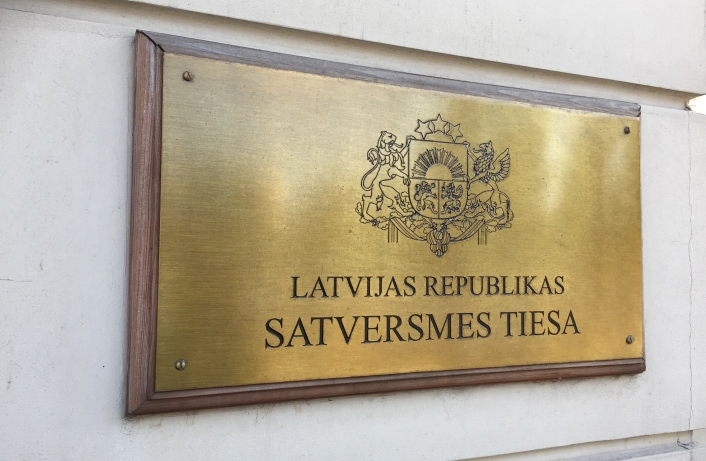 LATVIJAS REPUBLIKAS
SATVERSMES TIESA